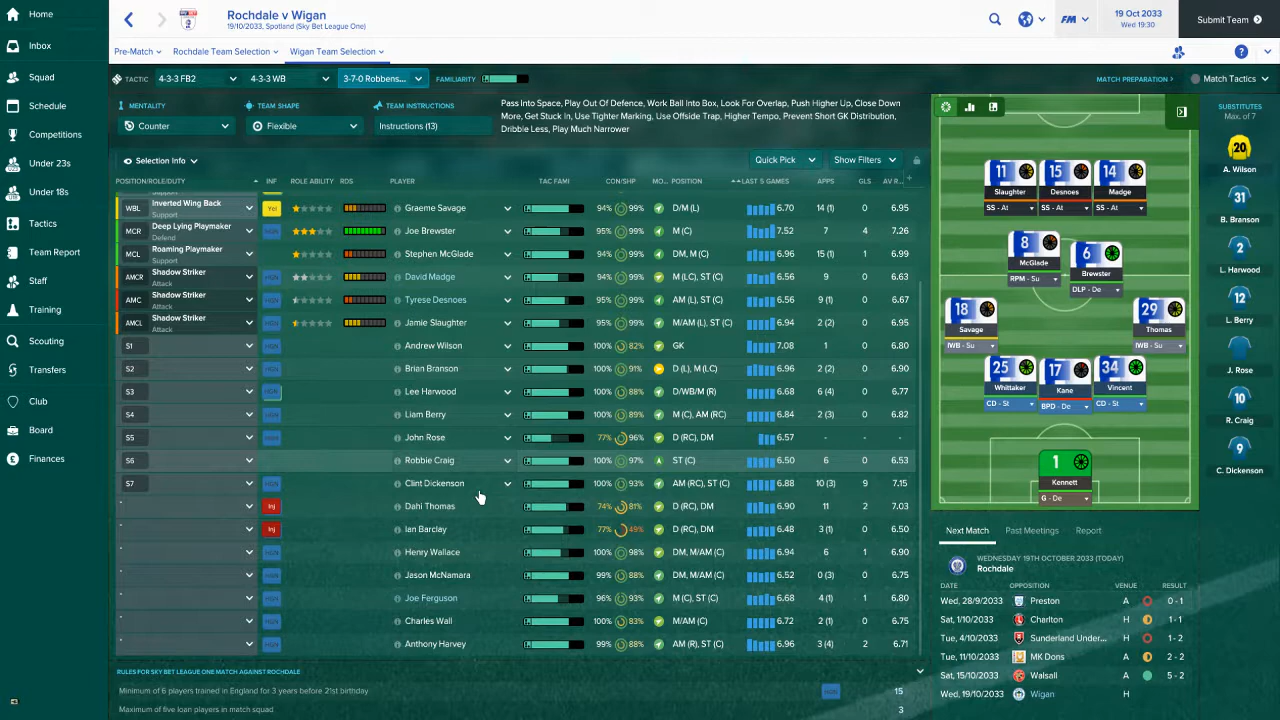 Home
Inbox
Squad
Schedule
Competitions
Under 23s
Under 18s
Tactics
Team Report
Staff
Training
Scouting
Transfers
Club
Board
Finances
Rochdale v Wigan
19/10/2033, Spotland (Sky Bet League One)
FM
19 Oct 2033
Wed 19:30
Submit Team
Pre-Match
Rochdale Team Selection
Wigan Team Selection
TACTIC
4-3-3 FB2
4-3-3 WB
3-7-0 Robbens...
FAMILIARITY
MATCH PREPARATION >
Match Tactics
MENTALITY
TEAM SHAPE
TEAM INSTRUCTIONS
Counter
Flexible
Instructions (13)
Pass Into Space, Play Out Of Defence, Work Ball Into Box, Look For Overlap, Push Higher Up, Close Down
More, Get Stuck In, Use Tighter Marking, Use Offside Trap, Higher Tempo, Prevent Short GK Distribution,
Dribble Less, Play Much Narrower
Selection Info
Quick Pick
Show Filters
POSITION/ROLE/DUTY INF ROLE ABILITY RDS PLAYER TAC FAMI CON/SHP MO... POSITION LAST 5 GAMES APPS GLS AV R...
Support
WBL Inverted Wing Back Support Yel Graeme Savage 94% 99% D/M (L) 6.70 14 (1) 0 6.95
MCR Deep Lying Playmaker Defend HGN Joe Brewster 95% 99% M (C) 7.52 7 4 7.26
MCL Roaming Playmaker Support Stephen McGlade 94% 99% DM, M (C) 6.96 15 (1) 1 6.99
AMCR Shadow Striker Attack HGN David Madge 94% 99% M (LC), ST (C) 6.56 9 0 6.63
AMC Shadow Striker Attack HGN Tyrese Desnoes 95% 99% AM (L), ST (C) 6.56 9 (1) 0 6.67
AMCL Shadow Striker Attack HGN Jamie Slaughter 95% 99% M/AM (L), ST (C) 6.94 2 (2) 0 6.95
S1 HGN Andrew Wilson 100% 82% GK 7.08 1 0 6.80
S2 HGN Brian Branson 100% 91% D (L), M (LC) 6.96 2 (2) 0 6.90
S3 HGN Lee Harwood 100% 88% D/WB/M (R) 6.68 6 (4) 0 6.77
S4 HGN Liam Berry 100% 89% M (C), AM (RC) 6.84 2 (3) 0 6.82
S5 HGN John Rose 77% 96% D (RC), DM 6.57 - - -
S6 Robbie Craig 100% 97% ST (C) 6.50 6 0 6.53
S7 HGN Clint Dickenson 100% 93% AM (RC), ST (C) 6.88 10 (3) 9 7.15
- Inj Dahi Thomas 74% 81% D (RC), DM 6.90 11 2 7.03
- Inj Ian Barclay 77% 49% D (RC), DM 6.48 3 (1) 0 6.50
- HGN Henry Wallace 100% 98% DM, M/AM (C) 6.94 6 1 6.90
- HGN Jason McNamara 99% 88% DM, M/AM (C) 6.52 0 (3) 0 6.75
- HGN Joe Ferguson 96% 93% M (C), ST (C) 6.68 4 (1) 1 6.80
- HGN Charles Wall 100% 83% M/AM (C) 6.72 2 (1) 0 6.75
- HGN Anthony Harvey 99% 88% AM (R), ST (C) 6.96 3 (4) 2 6.71
RULES FOR SKY BET LEAGUE ONE MATCH AGAINST ROCHDALE
Minimum of 6 players trained in England for 3 years before 21st birthday HGN 15
Maximum of five loan players in match squad 3
11 15 14
Slaughter Desnoes Madge
SS - At SS - At SS - At
8 6
McGlade Brewster
RPM - Su DLP - De
18 29
Savage Thomas
IWB - Su IWB - Su
25 17 34
Whittaker Kane Vincent
CD - St BPD - De CD - St
1
Kennett
G - De
SUBSTITUTES
Max. of 7
20
A. Wilson
31
B. Branson
2
L. Harwood
12
L. Berry
J. Rose
10
R. Craig
9
C. Dickenson
Next Match Past Meetings Report
WEDNESDAY 19TH OCTOBER 2033 (TODAY)
Rochdale
DATE OPPOSITION VENUE RESULT
Wed, 28/9/2033 Preston A 0 - 1
Sat, 1/10/2033 Charlton H 1 - 1
Tue, 4/10/2033 Sunderland Under... H 1 - 2
Tue, 11/10/2033 MK Dons A 2 - 2
Sat, 15/10/2033 Walsall A 5 - 2
Wed, 19/10/2033 Wigan H